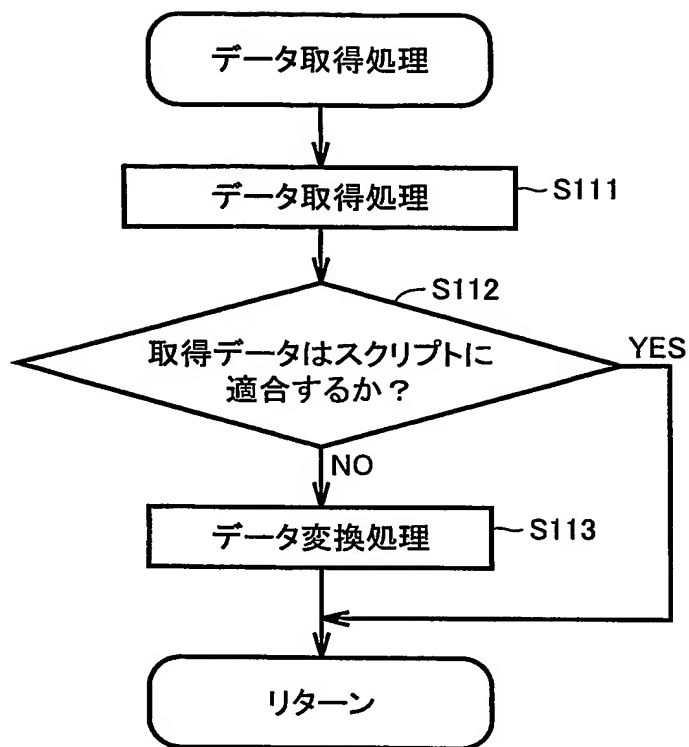 データ取得処理
データ取得処理
S111
S112
取得データはスクリプトに
適合するか？
YES
NO
データ変換処理
S113
リターン